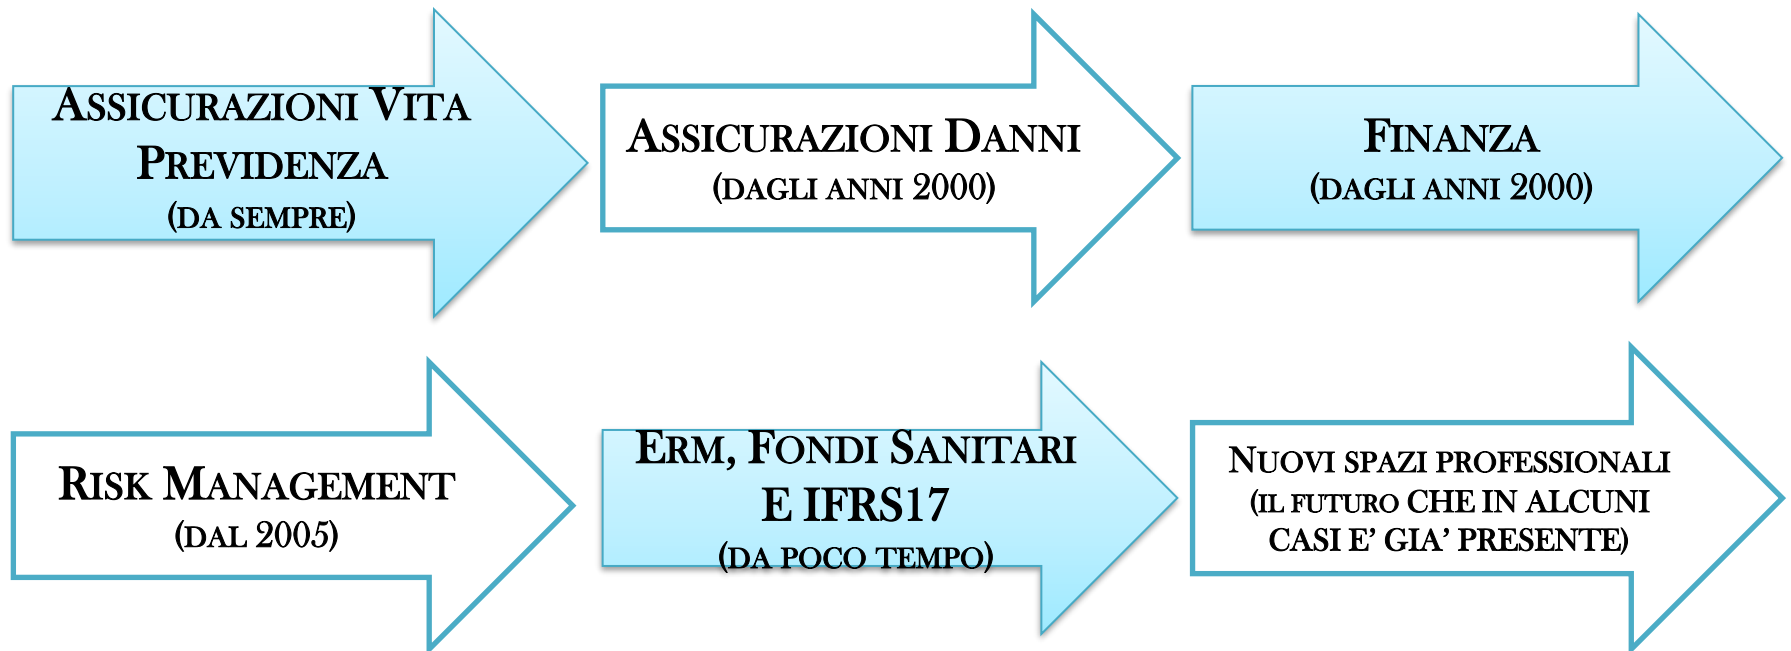 ASSICURAZIONI VITA
PREVIDENZA
(DA SEMPRE)
ASSICURAZIONI DANNI
(DAGLI ANNI 2000)
FINANZA
(DAGLI ANNI 2000)
RISK MANAGEMENT
(DAL 2005)
ERM, FONDI SANITARI
E IFRS17
(DA POCO TEMPO)
NUOVI SPAZI PROFESSIONALI
(IL FUTURO CHE IN ALCUNI
CASI E’ GIA’ PRESENTE)